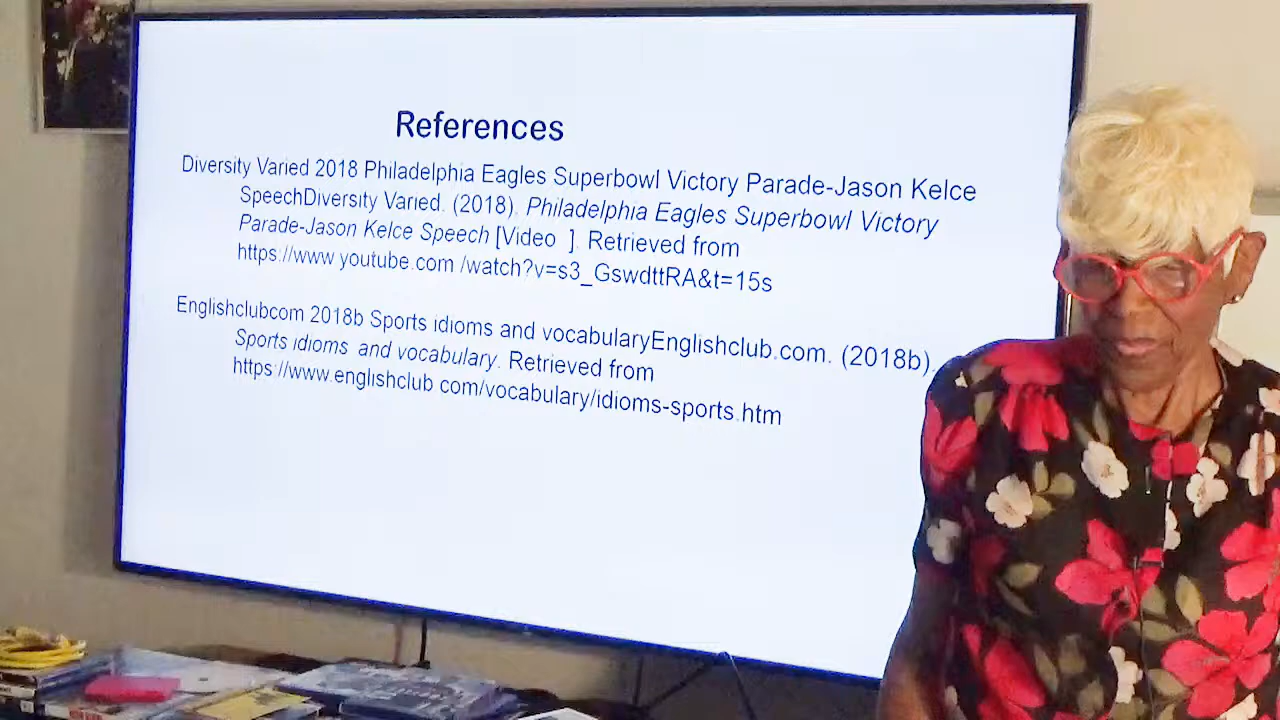 References
Diversity Varied 2018 Philadelphia Eagles Superbowl Victory Parade-Jason Kelce
SpeechDiversity Varied. (2018). Philadelphia Eagles Superbowl Victory
Parade-Jason Kelce Speech [Video ]. Retrieved from
https://www youtube.com /watch?v=s3_GswdttRA&t=15s
Englishclubcom 2018b Sports idioms and vocabularyEnglishclub.com. (2018b).
Sports idioms and vocabulary. Retrieved from
https://www.englishclub com/vocabulary/idioms-sports.htm